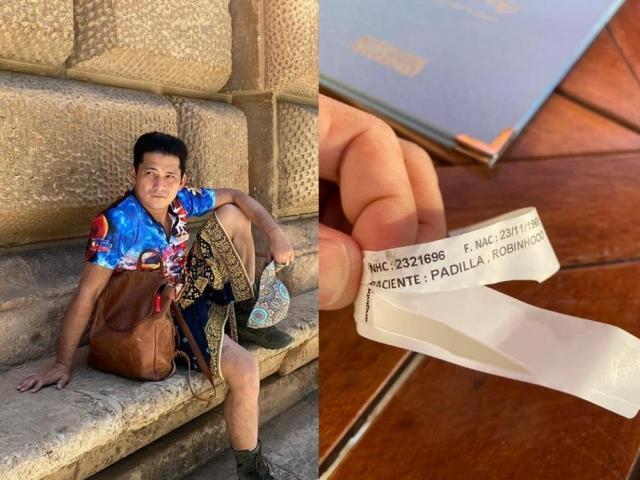 NHC : 2321696 F. NAC : 23/11/196
PACIENTE : PADILLA , ROBINHOOD